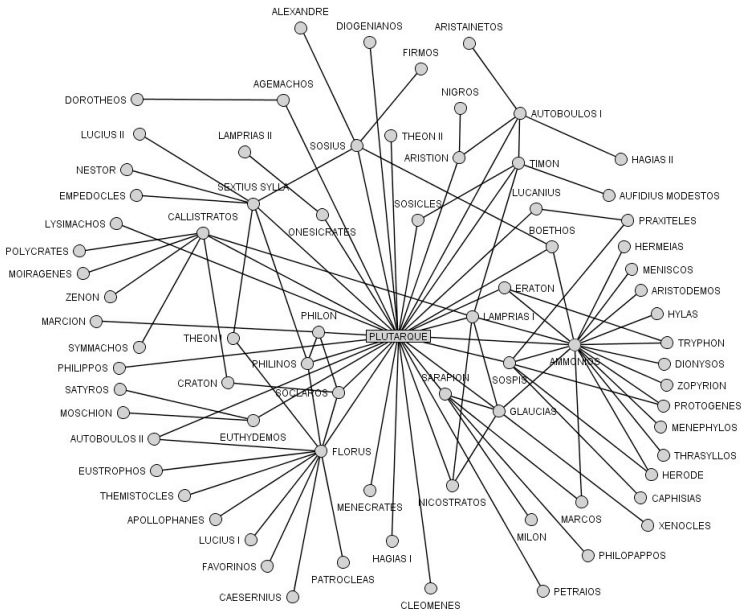 ALEXANDRE
DIOGENIANOS
ARISTAINETOS
FIRMOS
AGEMACHOS
NIGROS
DOROTHEOS
AUTOBOULOS I
LUCIUS II
LAMPRIAS II
THEON II
SOSIUS
ARISTION
HAGIAS II
TIMON
NESTOR
SEXTIUS SYLLA
EMPEDOCLES
LUCANIUS
AUFIDIUS MODESTOS
CALLISTRATOS
SOSICLES
LYSIMACHOS
PRAXITELES
ONESICRATES
BOETHOS
POLYCRATES
HERMEIAS
MOIRAGENES
MENISCOS
ERATON
ARISTODEMOS
ZENON
HYLAS
MARCION
PHILON
LAMPRIAS I
PLUTARQUE
THEON I
TRYPHON
SYMMACHOS
PHILIPPOS
PHILINOS
AMMONIOS
DIONYSOS
SARAPION
SOSPIS
CRATON
ZOPYRION
SATYROS
SOCLAROS
PROTOGENES
MOSCHION
GLAUCIAS
MENEPHYLOS
AUTOBOULOS II
EUTHYDEMOS
FLORUS
THRASYLLOS
EUSTROPHOS
HERODE
THEMISTOCLES
MENECRATES
NICOSTRATOS
CAPHISIAS
APOLLOPHANES
MARCOS
XENOCLES
LUCIUS I
MILON
HAGIAS I
PHILOPAPPOS
FAVORINOS
PATROCLEAS
CAESERNIUS
CLEOMENES
PETRAIOS